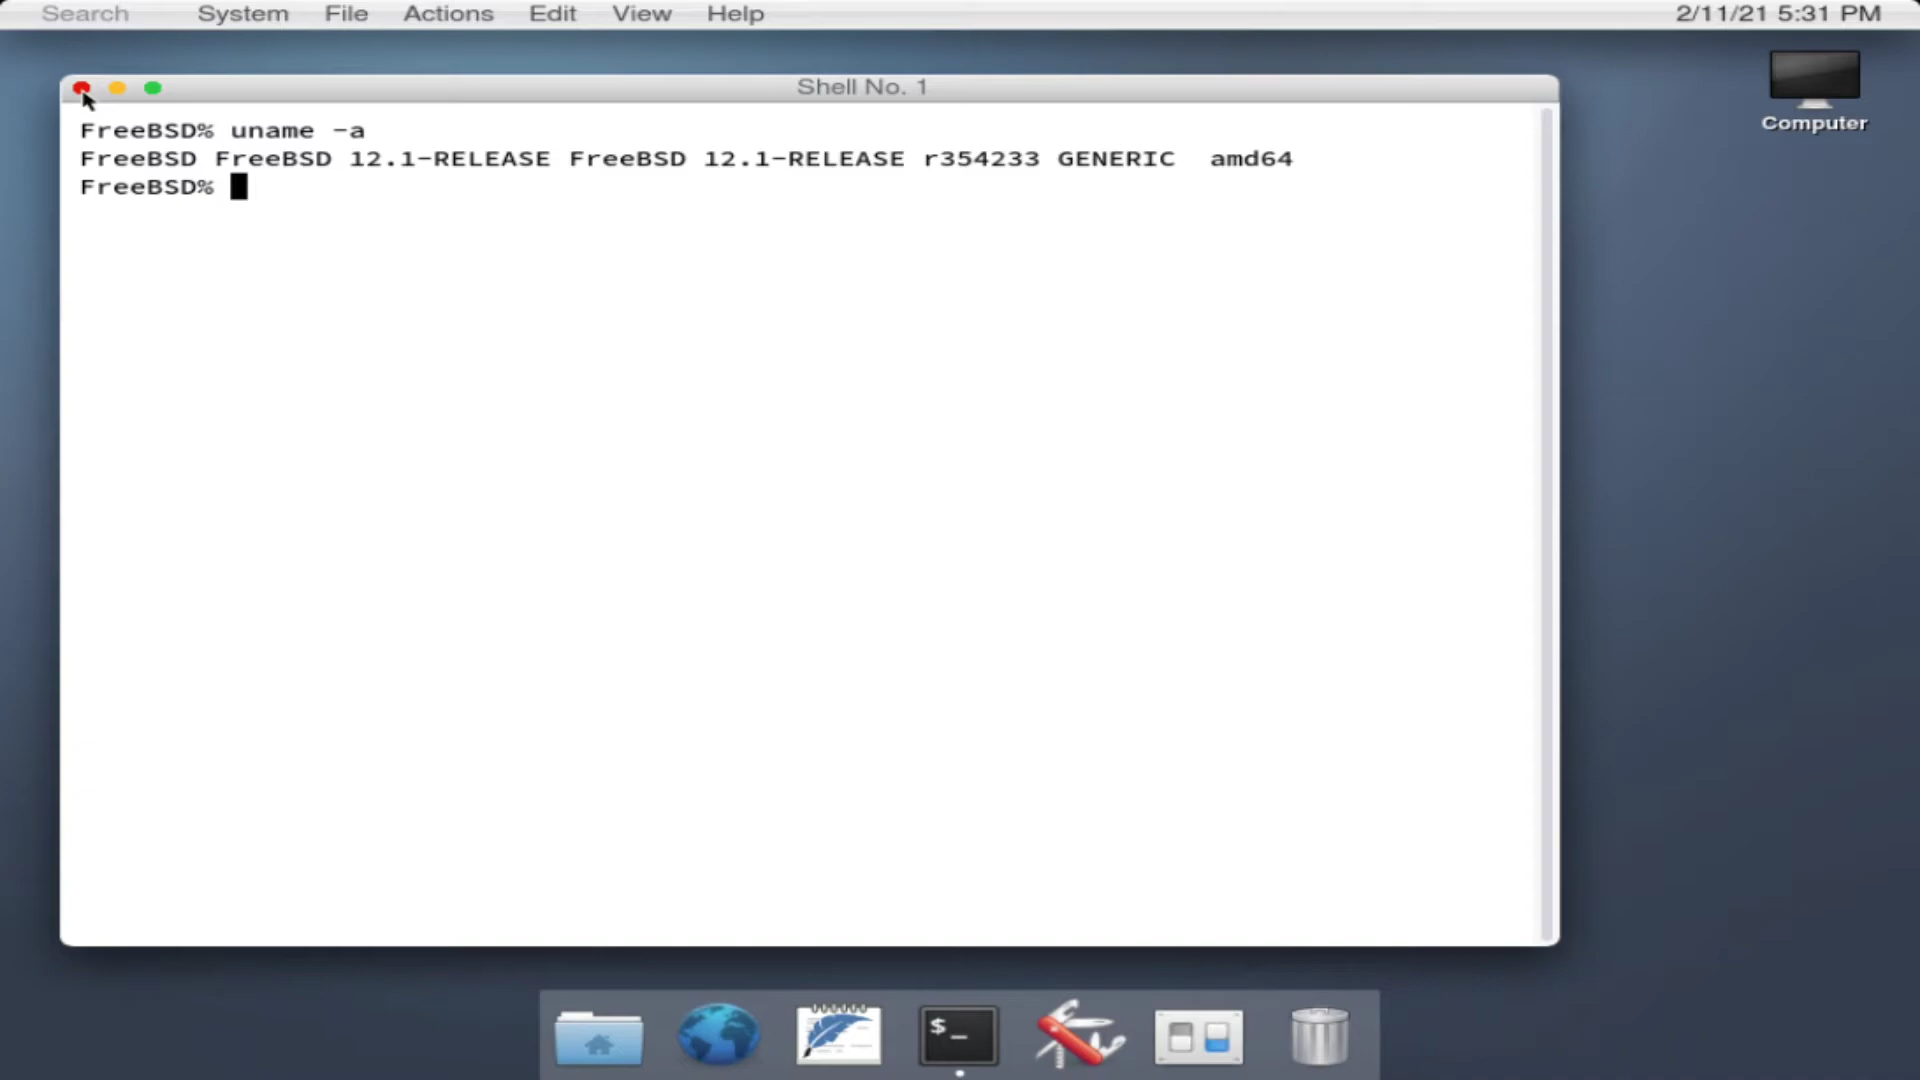 Search System File Actions Edit View Help 2/11/21 5:31 PM
Computer
Shell No. 1
FreeBSD% uname -a
FreeBSD FreeBSD 12.1-RELEASE FreeBSD 12.1-RELEASE r354233 GENERIC  amd64
FreeBSD%
$_